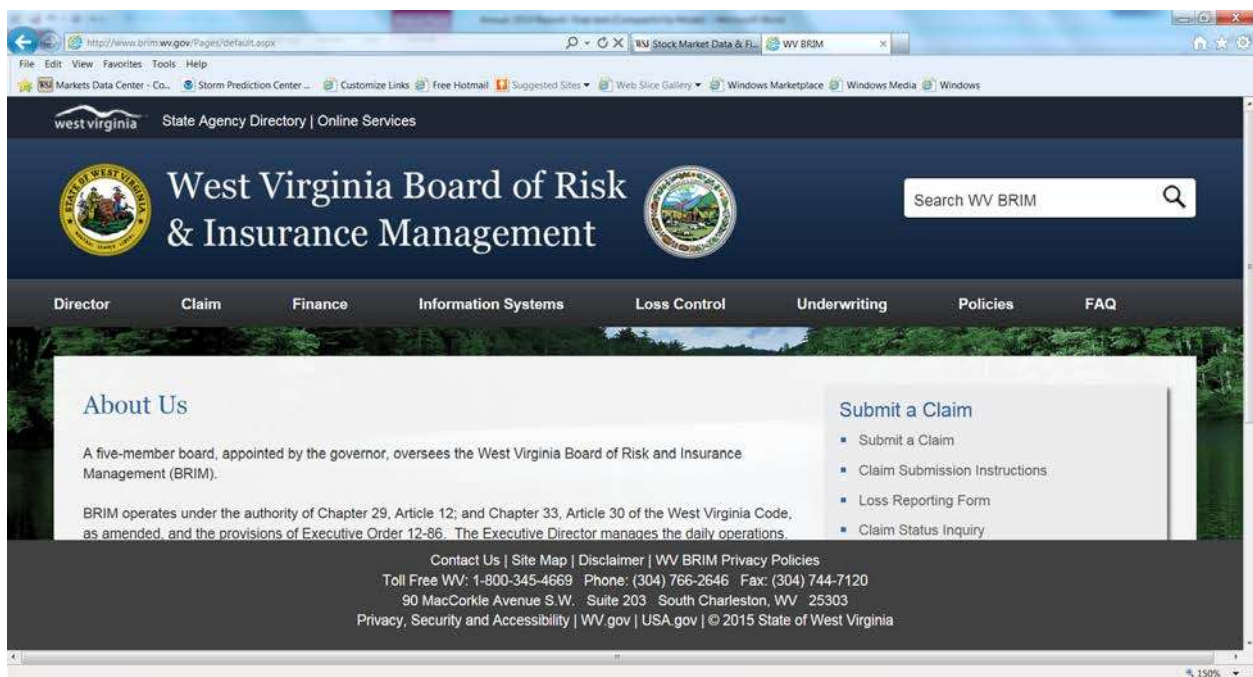 http://www.brim.wv.gov/Pages/default.aspx
WSJ Stock Market Data & Fi...
WV BRIM
File Edit View Favorites Tools Help
Markets Data Center - Co...
Storm Prediction Center ...
Customize Links
Free Hotmail
Suggested Sites
Web Slice Gallery
Windows Marketplace
Windows Media
Windows
west virginia
State Agency Directory | Online Services
STATE OF WEST VIRGINIA
West Virginia Board of Risk
& Insurance Management
Search WV BRIM
Director Claim Finance Information Systems Loss Control Underwriting Policies FAQ
About Us
A five-member board, appointed by the governor, oversees the West Virginia Board of Risk and Insurance
Management (BRIM).
BRIM operates under the authority of Chapter 29, Article 12; and Chapter 33, Article 30 of the West Virginia Code,
as amended, and the provisions of Executive Order 12-86. The Executive Director manages the daily operations,
Submit a Claim
Submit a Claim
Claim Submission Instructions
Loss Reporting Form
Claim Status Inquiry
Contact Us | Site Map | Disclaimer | WV BRIM Privacy Policies
Toll Free WV: 1-800-345-4669 Phone: (304) 766-2646 Fax: (304) 744-7120
90 MacCorkle Avenue S.W. Suite 203 South Charleston, WV 25303
Privacy, Security and Accessibility | WV.gov | USA.gov | © 2015 State of West Virginia
150%